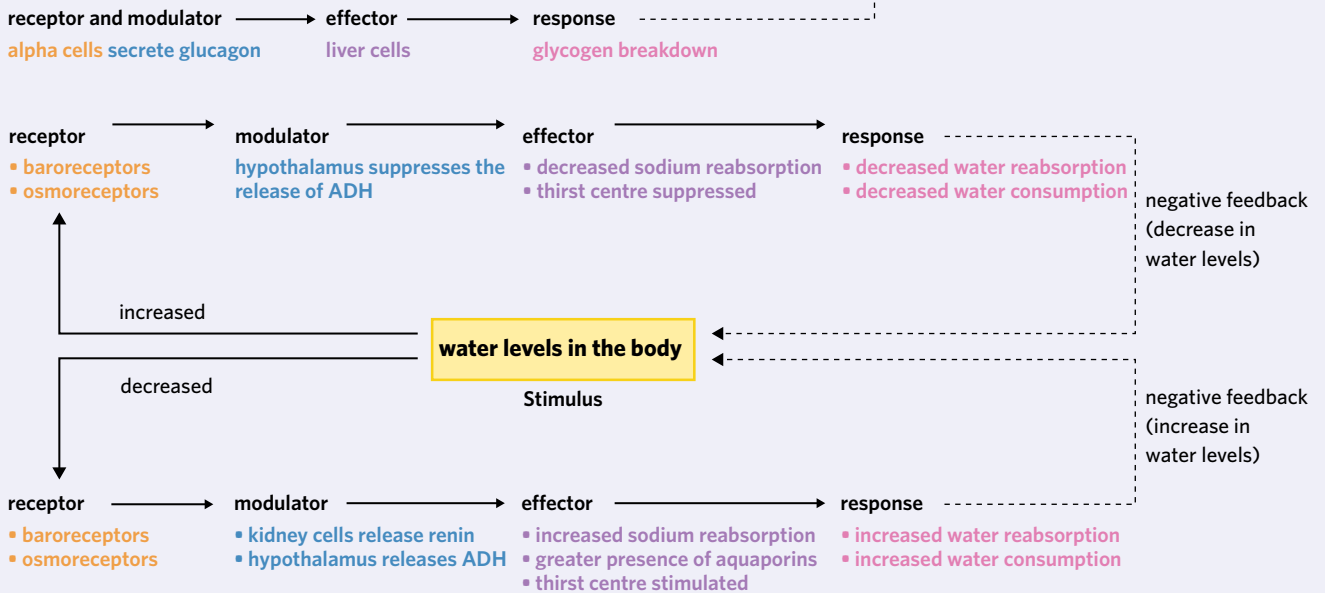 receptor and modulator effector response
alpha cells secrete glucagon liver cells glycogen breakdown
receptor modulator effector response
▪ baroreceptors hypothalamus suppresses the ▪ decreased sodium reabsorption ▪ decreased water reabsorption
▪ osmoreceptors release of ADH ▪ thirst centre suppressed ▪ decreased water consumption
negative feedback
(decrease in
water levels)
increased
water levels in the body
decreased
Stimulus
negative feedback
(increase in
water levels)
receptor modulator effector response
▪ baroreceptors ▪ kidney cells release renin ▪ increased sodium reabsorption ▪ increased water reabsorption
▪ osmoreceptors ▪ hypothalamus releases ADH ▪ greater presence of aquaporins ▪ increased water consumption
▪ thirst centre stimulated